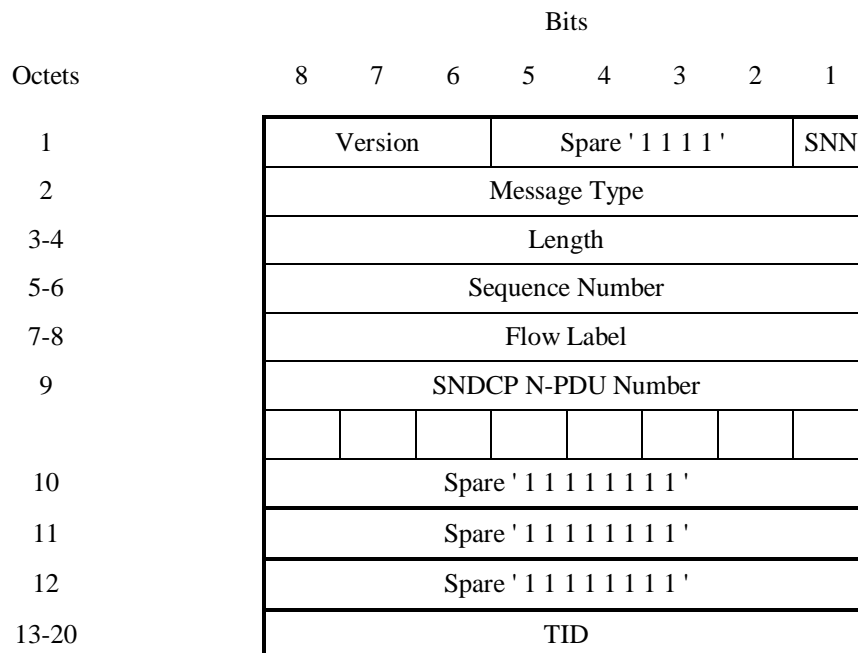 Bits
Octets 8 7 6 5 4 3 2 1
1 Version Spare ' 1 1 1 1 ' SNN
2 Message Type
3-4 Length
5-6 Sequence Number
7-8 Flow Label
9 SNDCP N-PDU Number
10 Spare ' 1 1 1 1 1 1 1 1 '
11 Spare ' 1 1 1 1 1 1 1 1 '
12 Spare ' 1 1 1 1 1 1 1 1 '
13-20 TID